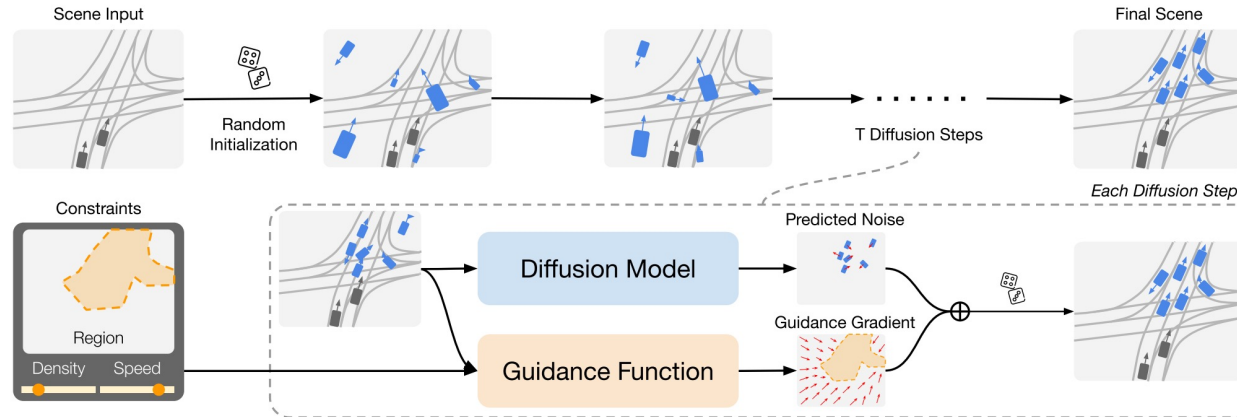 Scene Input
Final Scene
Random
Initialization
T Diffusion Steps
Each Diffusion Step
Constraints
Predicted Noise
Diffusion Model
Region
Guidance Gradient
Density Speed
Guidance Function